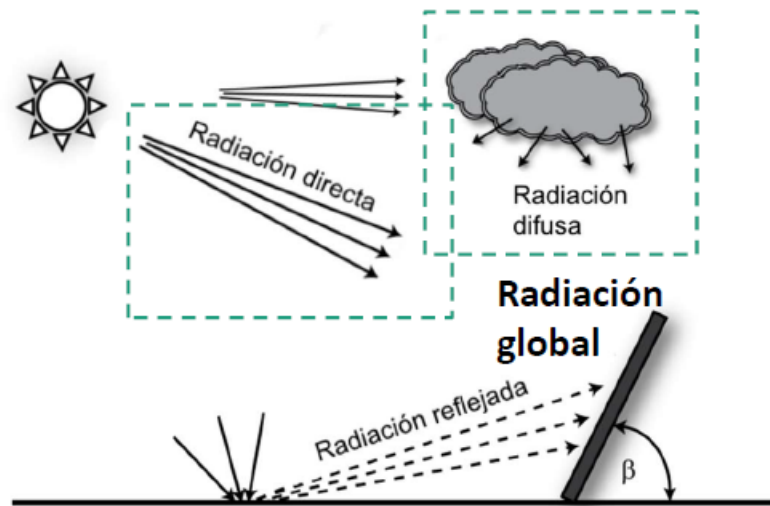 Radiación directa
Radiación
difusa
Radiación
global
Radiación reflejada
β